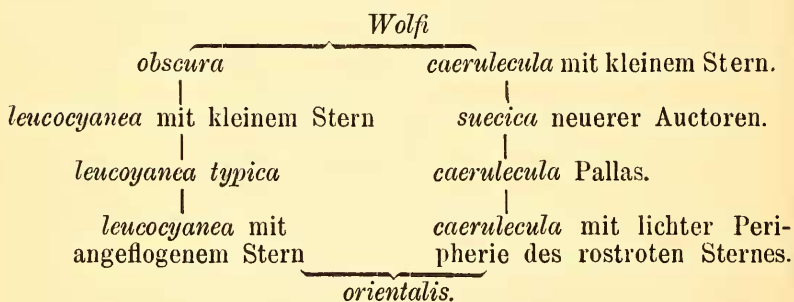 Wolfi
obscura caerulecula mit kleinem Stern.
leucocyanea mit kleinem Stern suecica neuerer Auctoren.
leucoyanea typica caerulecula Pallas.
leucocyanea mit caerulecula mit lichter Peri-
angeflogenem Stern pherie des rostroten Sternes.
orientalis.